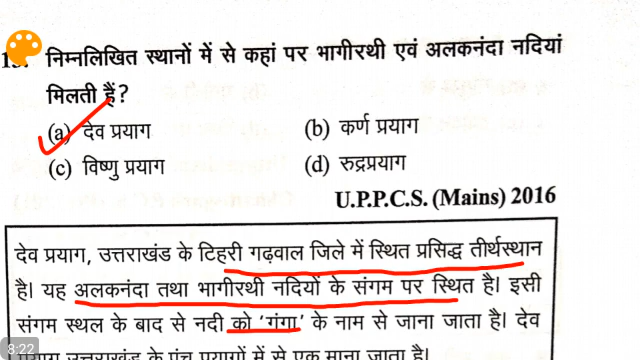 निम्नलिखित स्थानों में से कहां पर भागीरथी एवं अलकनंदा नदियां
मिलती हैं?
(a) देव प्रयाग (b) कर्ण प्रयाग
(c) विष्णु प्रयाग (d) रुद्रप्रयाग
U.P.P.C.S. (Mains) 2016
देव प्रयाग, उत्तराखंड के टिहरी गढ़वाल जिले में स्थित प्रसिद्ध तीर्थस्थान
है। यह अलकनंदा तथा भागीरथी नदियों के संगम पर स्थित है। इसी
संगम स्थल के बाद से नदी को 'गंगा' के नाम से जाना जाता है। देव
8:22
प्रयाग उत्तराखंड के पंच प्रयागों में से एक माना जाता है।